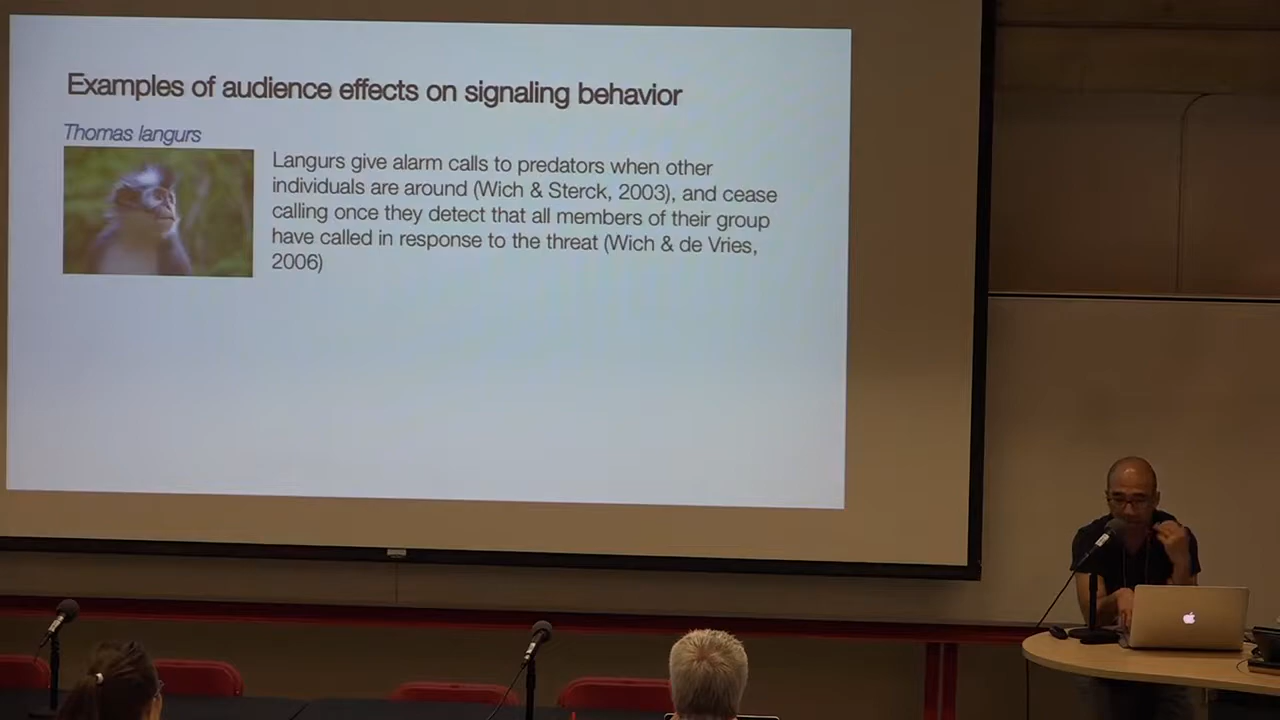 Examples of audience effects on signaling behavior
Thomas langurs
Langurs give alarm calls to predators when other
individuals are around (Wich & Sterck, 2003), and cease
calling once they detect that all members of their group
have called in response to the threat (Wich & de Vries,
2006)